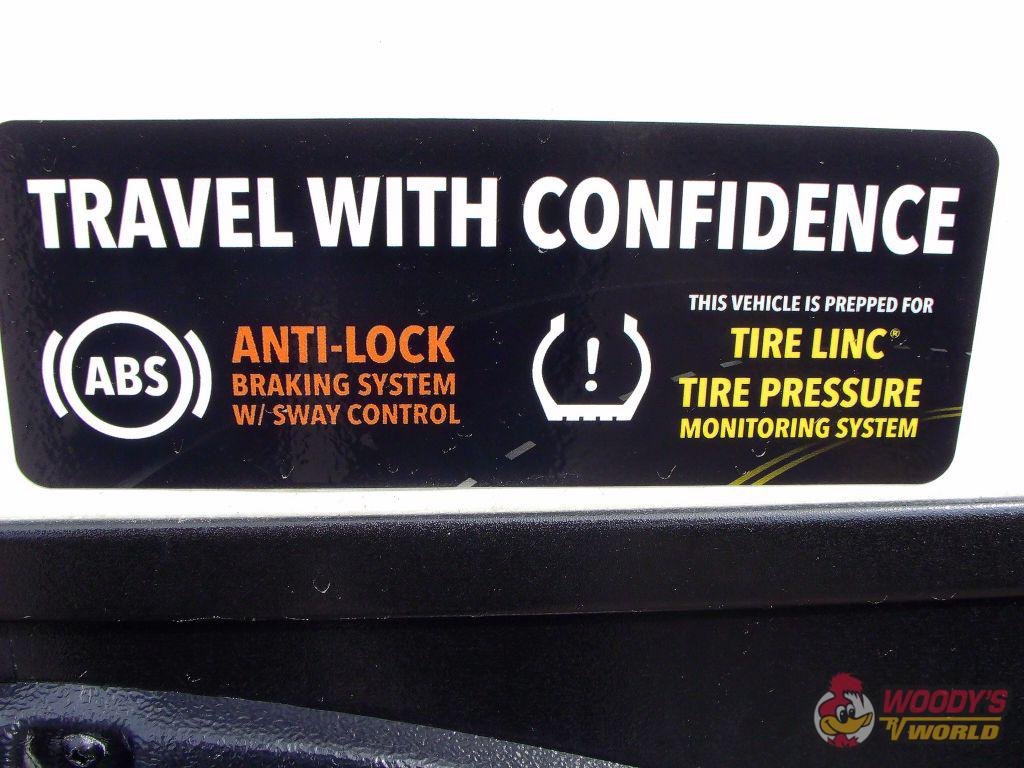 TRAVEL WITH CONFIDENCE
ABS
ANTI-LOCK
BRAKING SYSTEM
W/ SWAY CONTROL
!
THIS VEHICLE IS PREPPED FOR
TIRE LINC®
TIRE PRESSURE
MONITORING SYSTEM
WOODY'S
RV WORLD